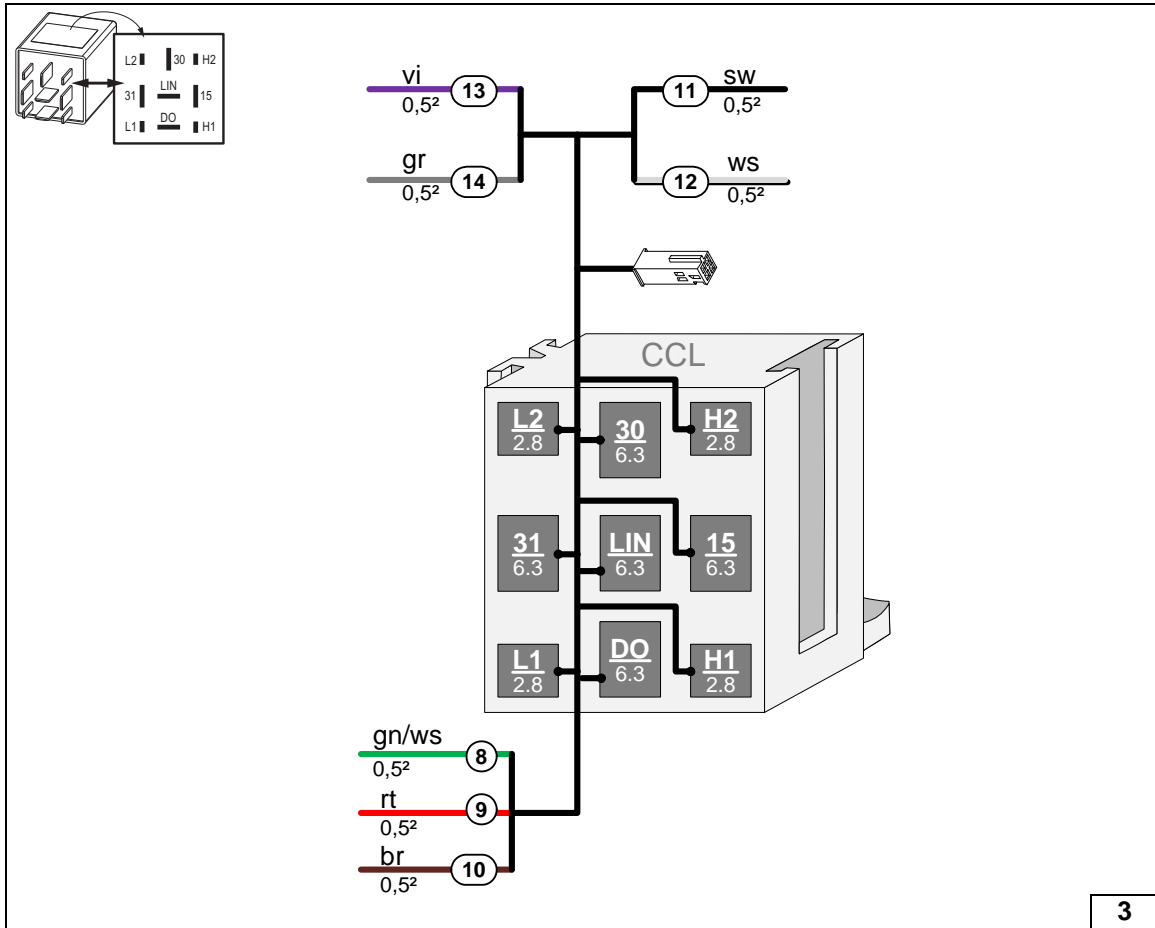 L2 30 H2
31 LIN 15
L1 DO H1
vi 13
0,5²
11 sw
0,5²
gr 14
0,5²
12 ws
0,5²
CCL
L2
2.8
30
6.3
H2
2.8
31
6.3
LIN
6.3
15
6.3
L1
2.8
DO
6.3
H1
2.8
gn/ws 8
0,5²
rt 9
0,5²
br 10
0,5²
3